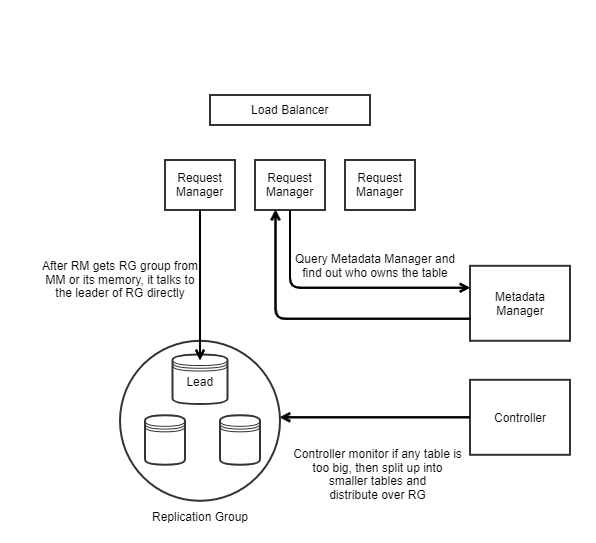 Load Balancer
Request
Manager
Request
Manager
Request
Manager
After RM gets RG group from
MM or its memory, it talks to
the leader of RG directly
Query Metadata Manager and
find out who owns the table
Metadata
Manager
Lead
Controller
Controller monitor if any table is
too big, then split up into
smaller tables and
distribute over RG
Replication Group